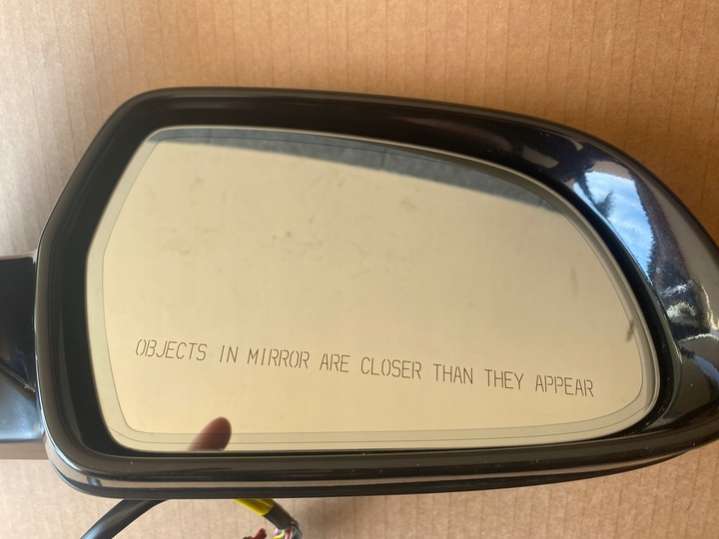 OBJECTS IN MIRROR ARE CLOSER THAN THEY APPEAR